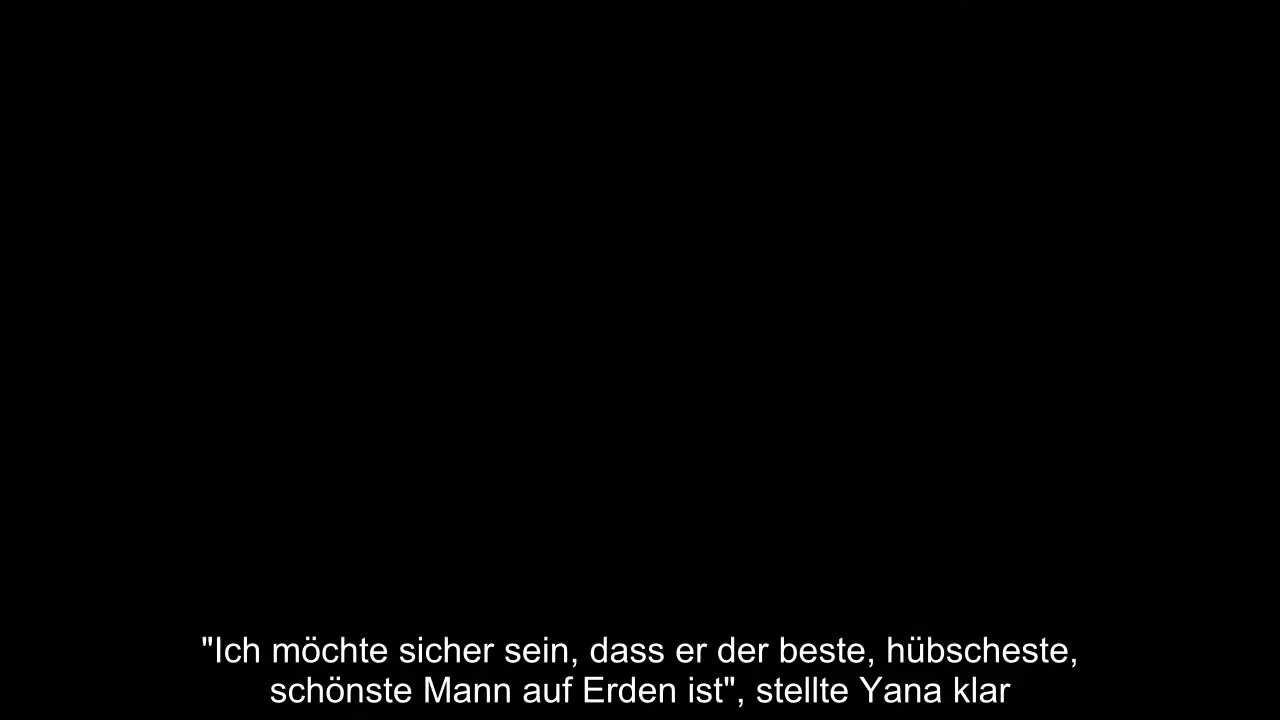 "Ich möchte sicher sein, dass er der beste, hübscheste,
schönste Mann auf Erden ist", stellte Yana klar